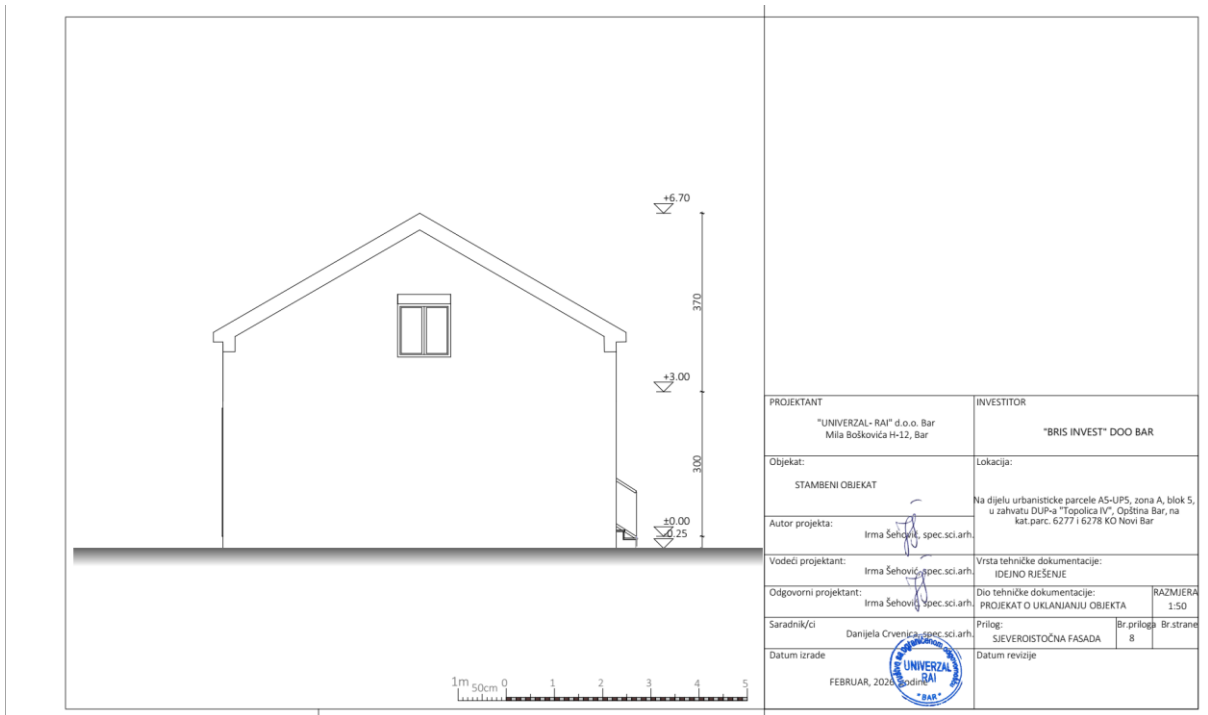 +6.70
370
+3.00
300
±0.00
-0.25
1m 50cm 0 1 2 3 4 5
PROJEKTANT
"UNIVERZAL- RAI" d.o.o. Bar
Mila Boškovića H-12, Bar
INVESTITOR
"BRIS INVEST" DOO BAR
Objekat:
STAMBENI OBJEKAT
Lokacija:
Na dijelu urbanisticke parcele A5-UP5, zona A, blok 5,
u zahvatu DUP-a "Topolica IV", Opština Bar, na
kat.parc. 6277 i 6278 KO Novi Bar
Autor projekta:
Irma Šehović, spec.sci.arh.
Vodeći projektant:
Irma Šehović, spec.sci.arh.
Vrsta tehničke dokumentacije:
IDEJNO RJEŠENJE
Odgovorni projektant:
Irma Šehović, spec.sci.arh.
Dio tehničke dokumentacije:
PROJEKAT O UKLANJANJU OBJEKTA
RAZMJERA
1:50
Saradnik/ci
Danijela Crvenica, spec.sci.arh.
Prilog:
SJEVEROISTOČNA FASADA
Br.priloga
8
Br.strane
Datum izrade
FEBRUAR, 2026. godine
Datum revizije
UNIVERZAL
RAI
BAR